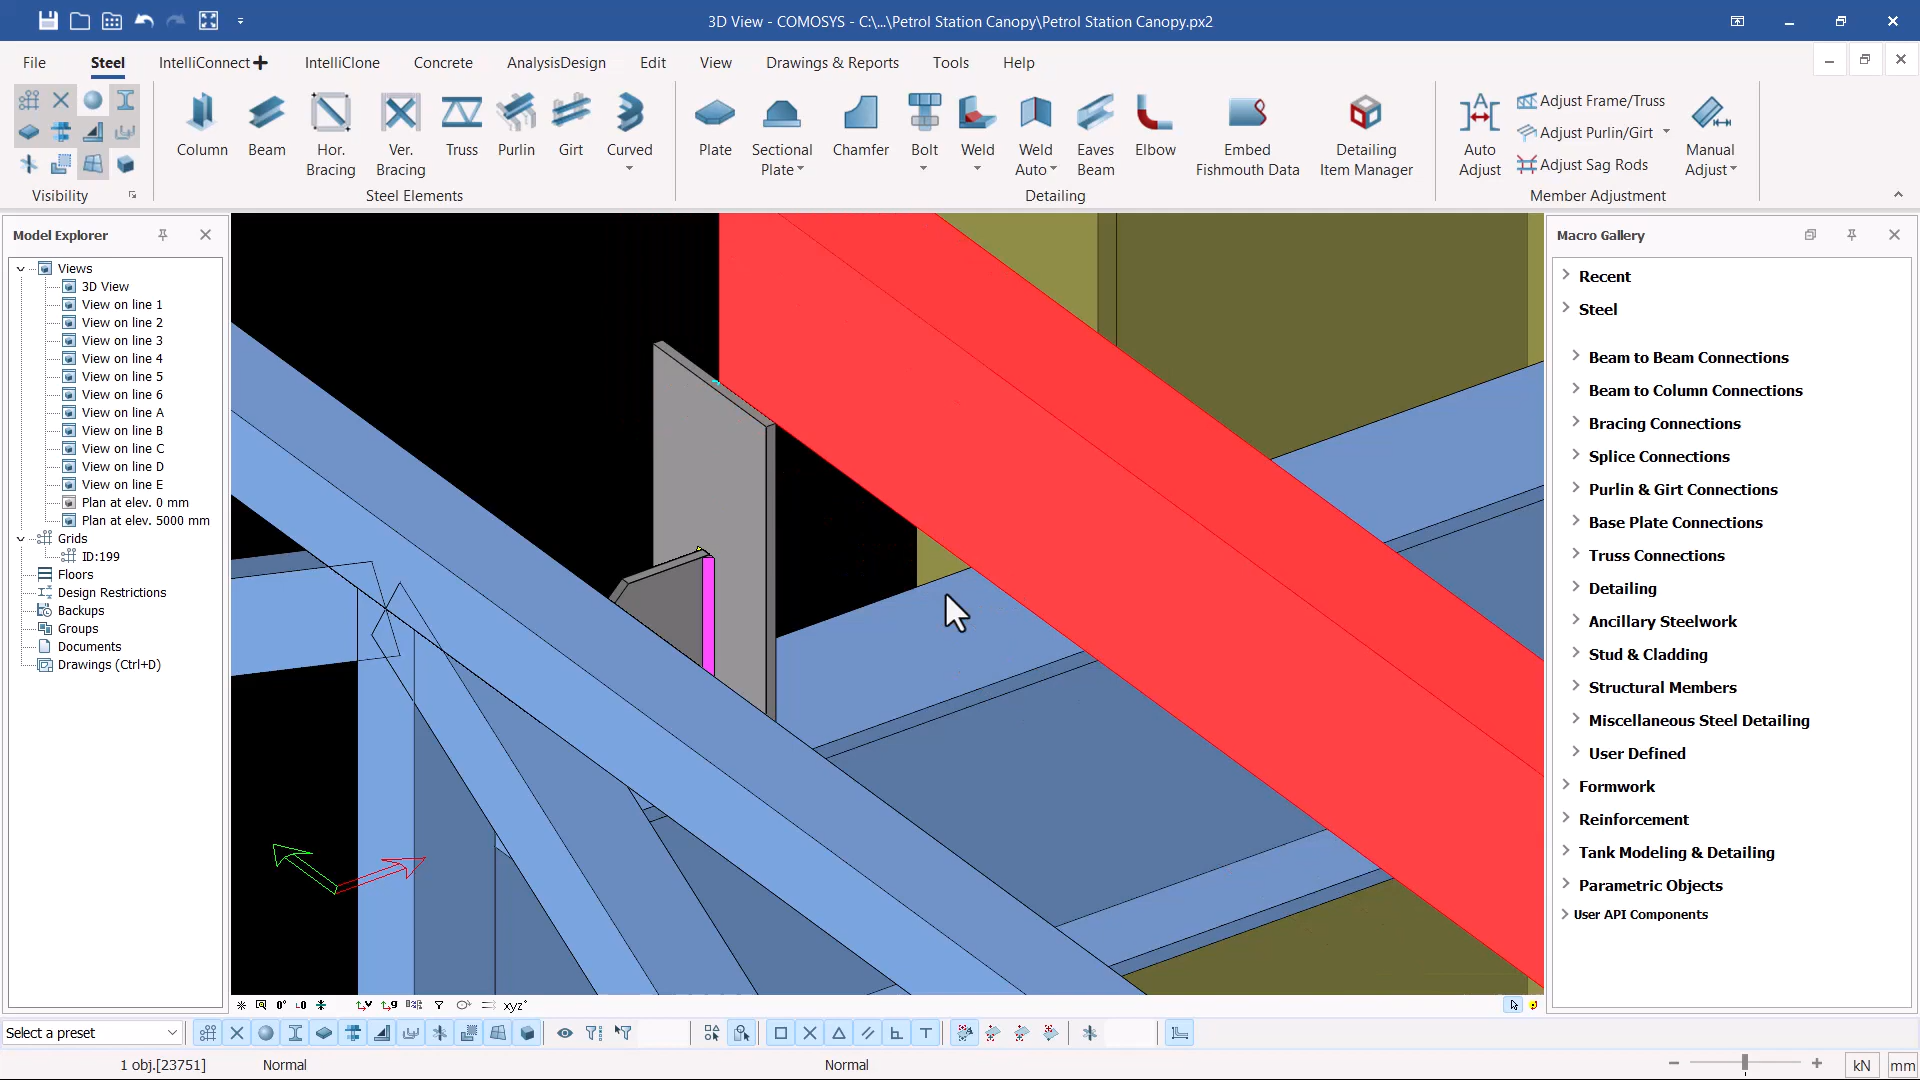 3D View - COMOSYS - C:\...\Petrol Station Canopy\Petrol Station Canopy.px2
File Steel IntelliConnect IntelliClone Concrete AnalysisDesign Edit View Drawings & Reports Tools Help
Column Beam Hor. Bracing Ver. Bracing Truss Purlin Girt Curved
Plate Sectional Plate Chamfer Bolt Weld Weld Auto Eaves Beam Elbow Embed Fishmouth Data Detailing Item Manager
Auto Adjust
Adjust Frame/Truss
Adjust Purlin/Girt
Adjust Sag Rods
Manual Adjust
Visibility Steel Elements Detailing Member Adjustment
Model Explorer
Views
3D View
View on line 1
View on line 2
View on line 3
View on line 4
View on line 5
View on line 6
View on line A
View on line B
View on line C
View on line D
View on line E
Plan at elev. 0 mm
Plan at elev. 5000 mm
Grids
ID:199
Floors
Design Restrictions
Backups
Groups
Documents
Drawings (Ctrl+D)
Macro Gallery
Recent
Steel
Beam to Beam Connections
Beam to Column Connections
Bracing Connections
Splice Connections
Purlin & Girt Connections
Base Plate Connections
Truss Connections
Detailing
Ancillary Steelwork
Stud & Cladding
Structural Members
Miscellaneous Steel Detailing
User Defined
Formwork
Reinforcement
Tank Modeling & Detailing
Parametric Objects
User API Components
xyz
Select a preset
1 obj.[23751] Normal Normal kN mm